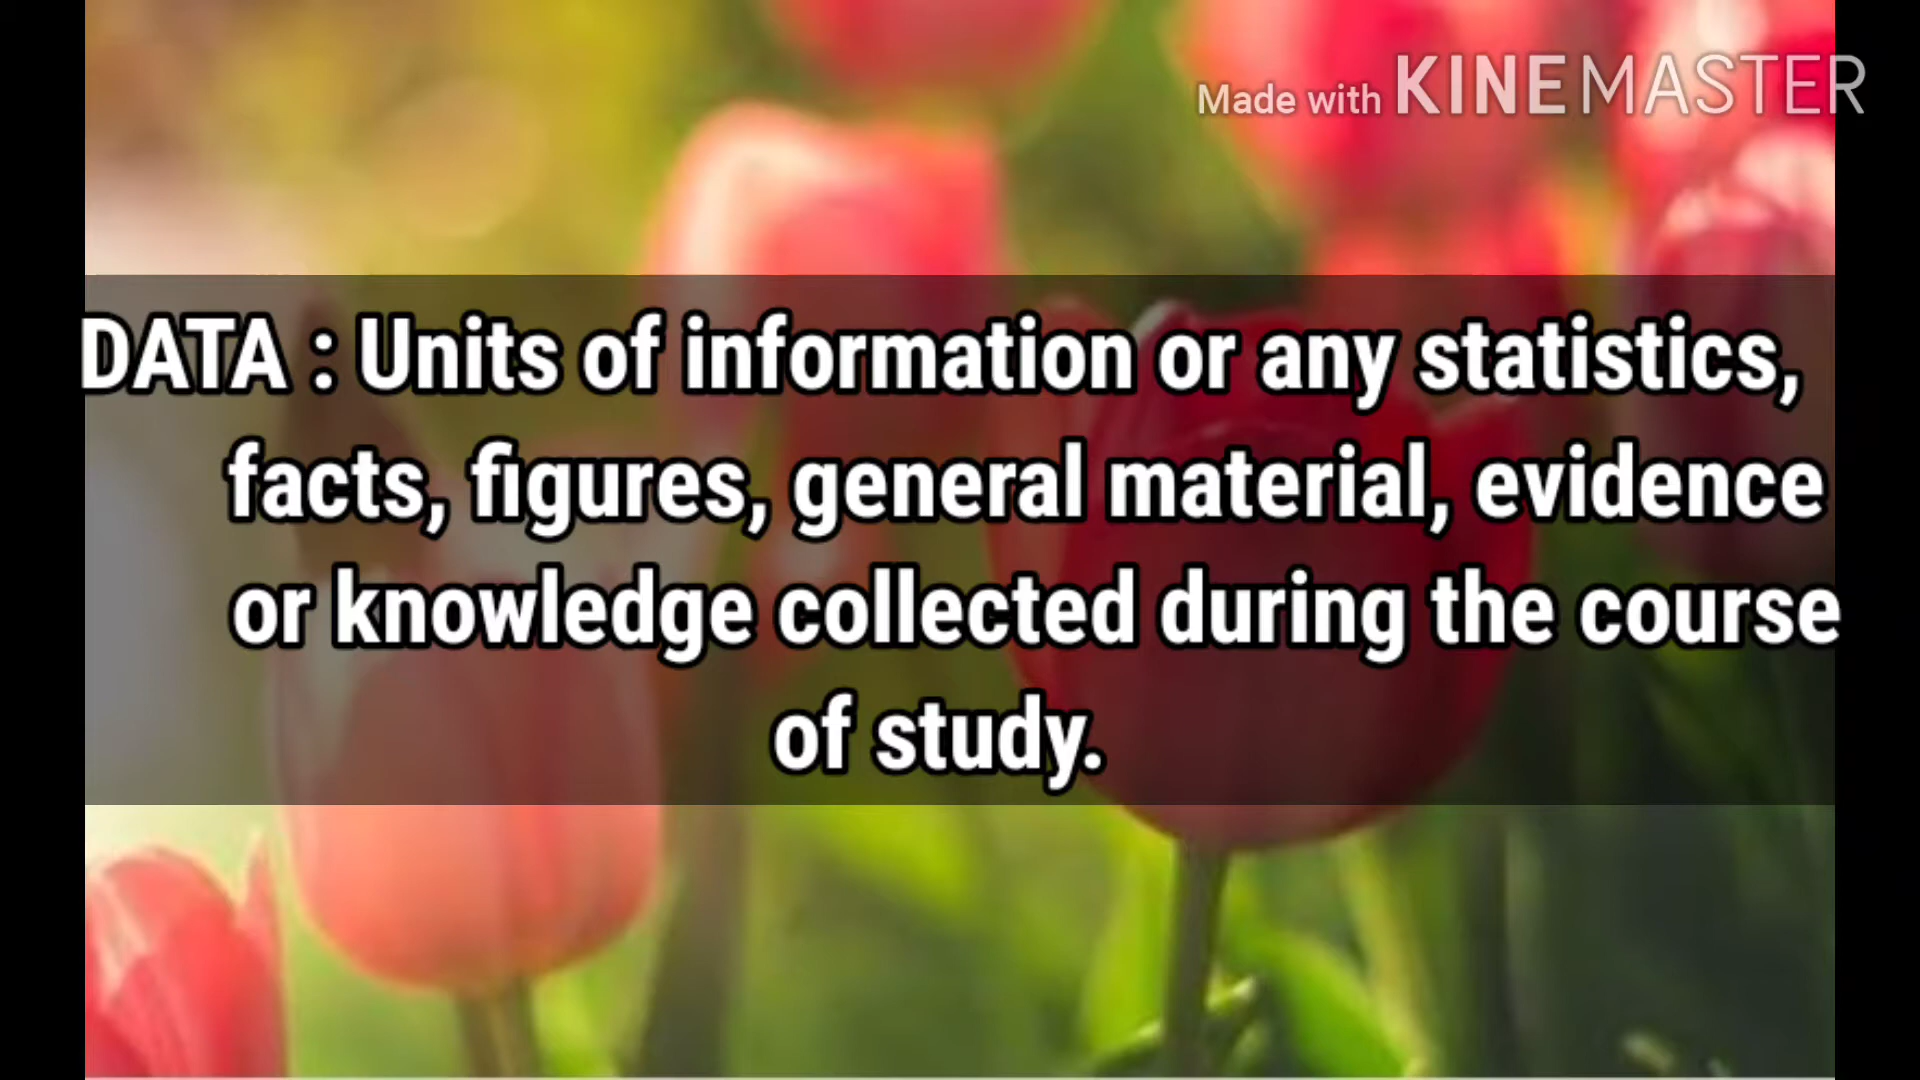 Made with KINEMASTER
DATA : Units of information or any statistics,
facts, figures, general material, evidence
or knowledge collected during the course
of study.